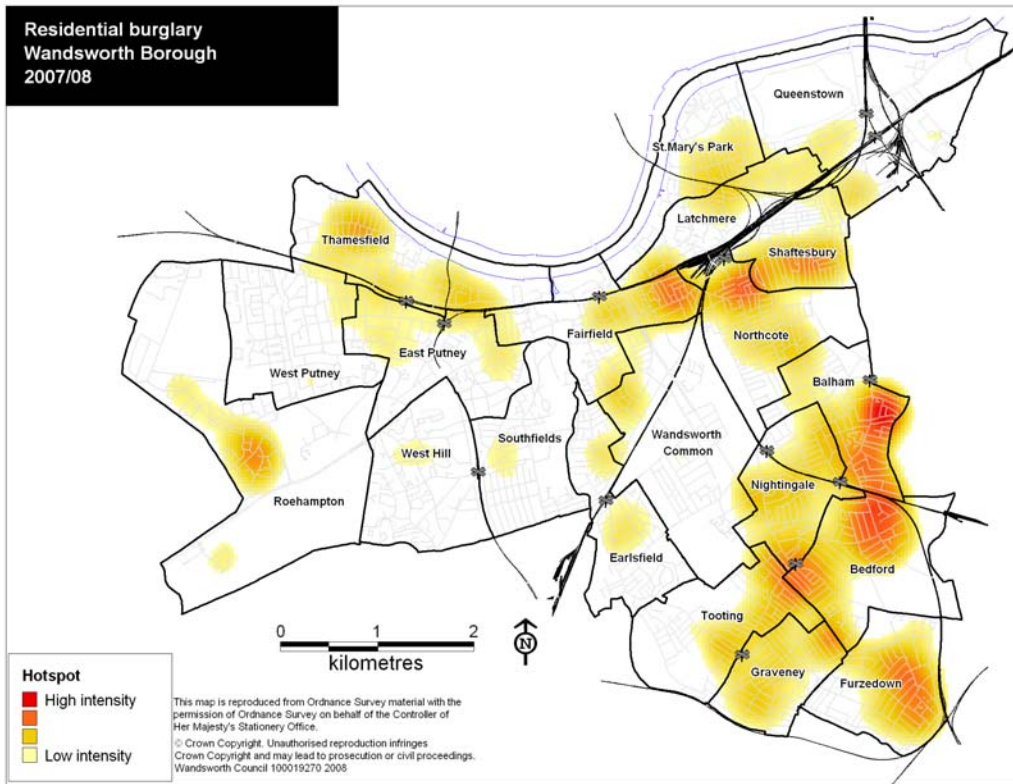 Residential burglary
Wandsworth Borough
2007/08
Queenstown
St.Mary's Park
Latchmere
Thamesfield
Shaftesbury
Fairfield
Northcote
East Putney
West Putney
Balham
Southfields
Wandsworth
Common
West Hill
Nightingale
Roehampton
Earlsfield
Bedford
Tooting
Graveney
Furzedown
0 1 2
kilometres
N
Hotspot
High intensity
Low intensity
This map is reproduced from Ordnance Survey material with the
permission of Ordnance Survey on behalf of the Controller of
Her Majesty's Stationery Office.
© Crown Copyright. Unauthorised reproduction infringes
Crown Copyright and may lead to prosecution or civil proceedings.
Wandsworth Council 100019270 2008